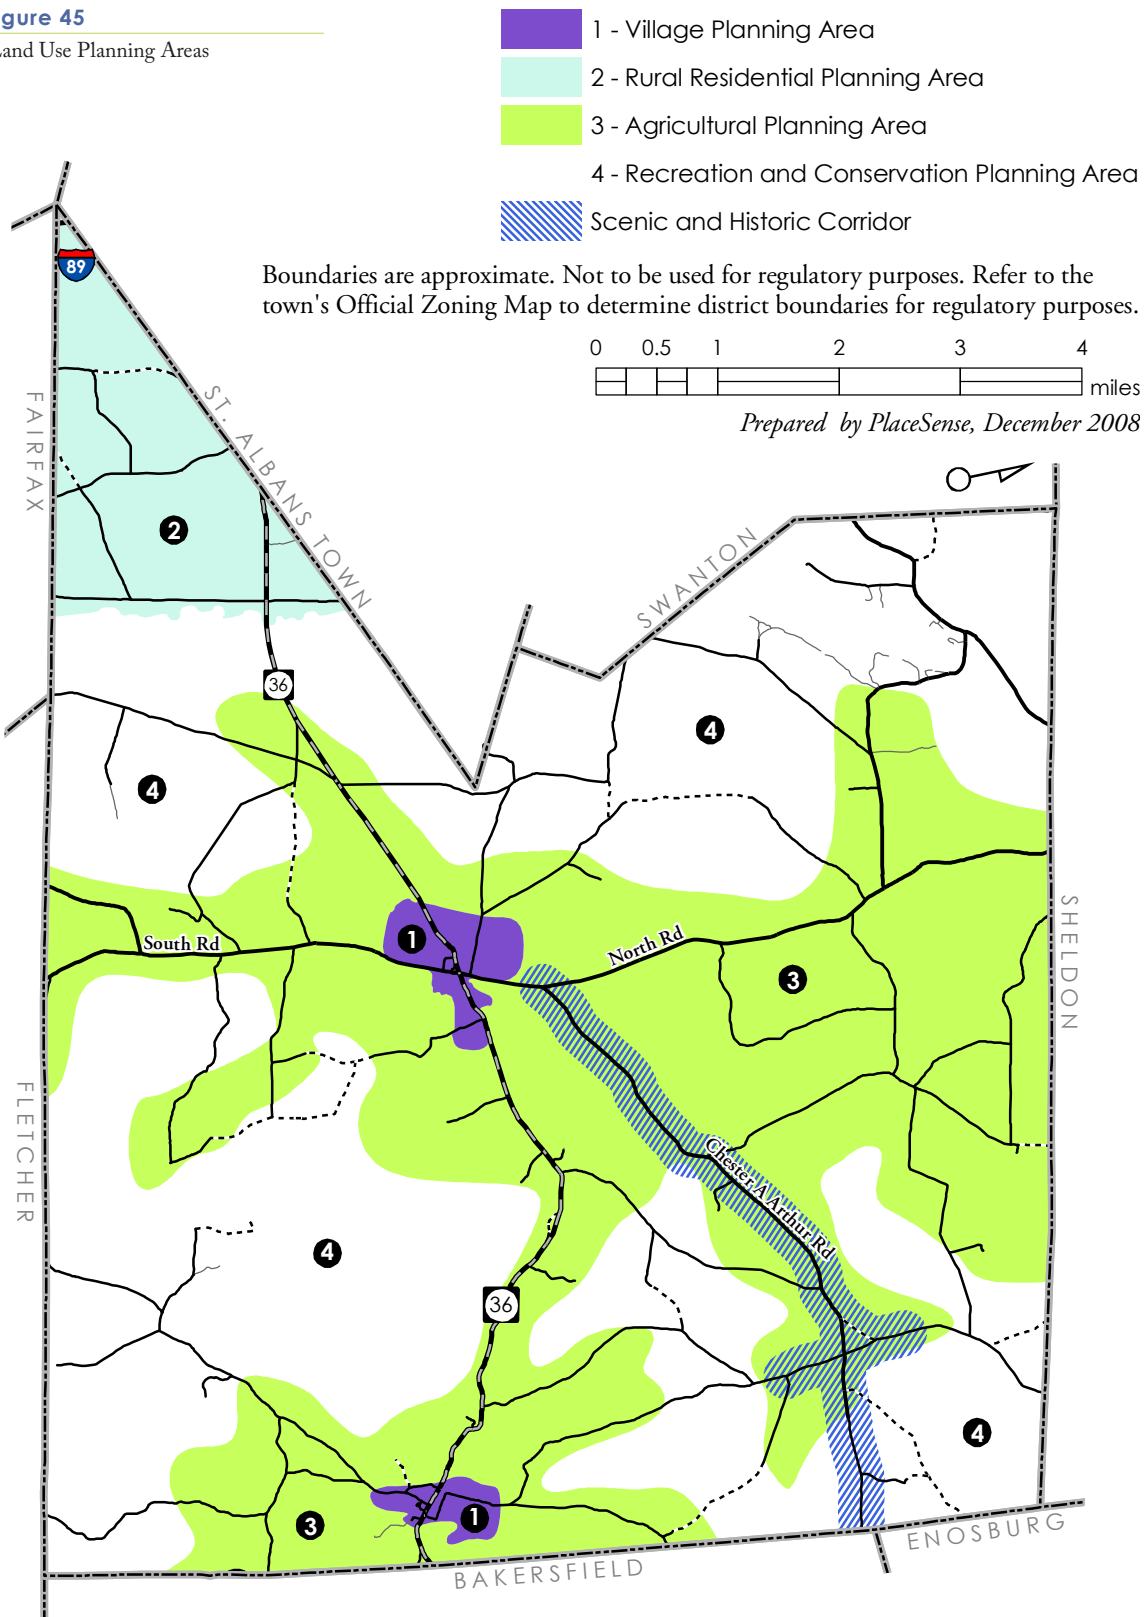 gure 45
Land Use Planning Areas
1 - Village Planning Area
2 - Rural Residential Planning Area
3 - Agricultural Planning Area
4 - Recreation and Conservation Planning Area
Scenic and Historic Corridor
Boundaries are approximate. Not to be used for regulatory purposes. Refer to the
town's Official Zoning Map to determine district boundaries for regulatory purposes.
0 0.5 1 2 3 4
miles
Prepared by PlaceSense, December 2008
89
FAIRFAX
ST. ALBANS TOWN
2
SWANTON
36
4
4
SHELDON
1
South Rd
North Rd
3
FLETCHER
Chester A Arthur Rd
4
36
4
1
3
ENOSBURG
BAKERSFIELD